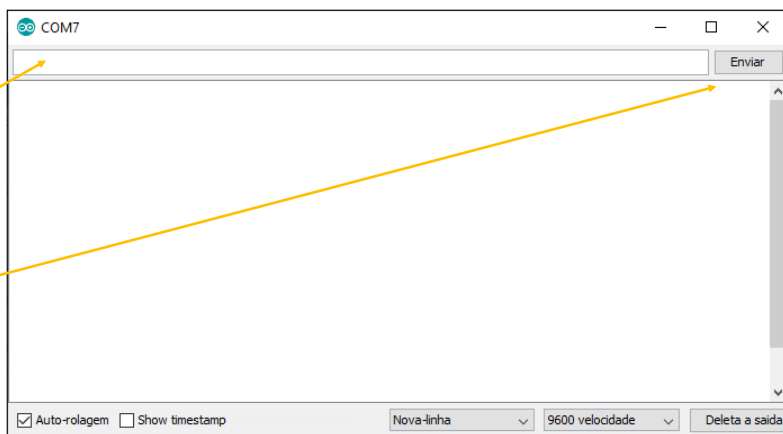 COM7
Enviar
Auto-rolagem Show timestamp Nova-linha 9600 velocidade Deleta a saida